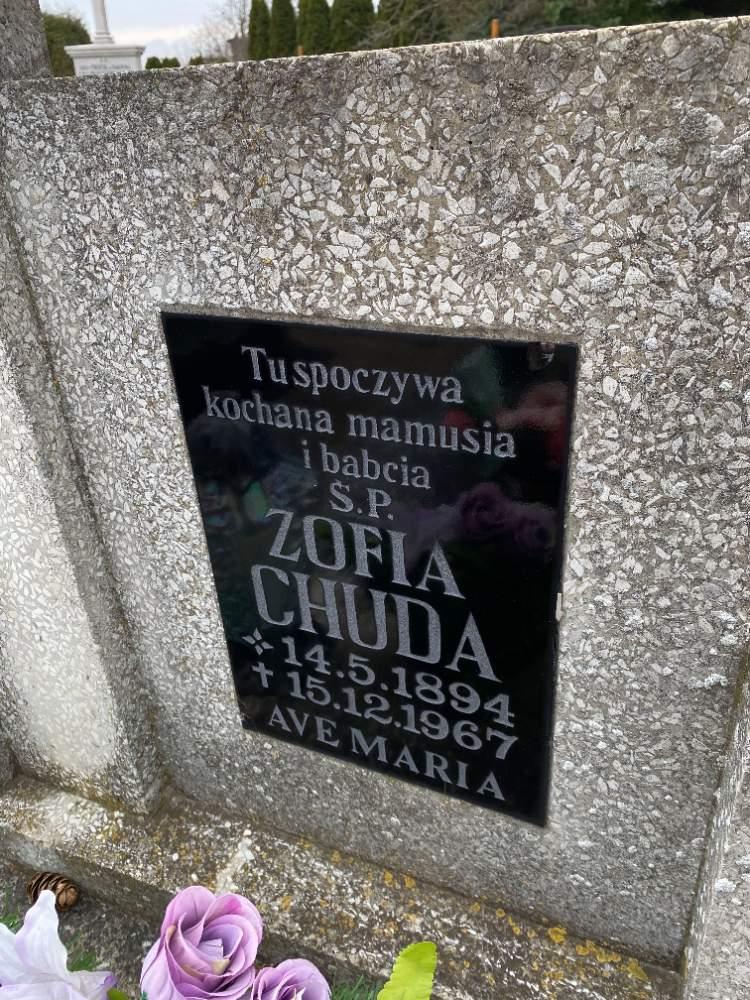 Tu spoczywa
kochana mamusia
i babcia
Ś.P.
ZOFIA
CHUDA
14.5.1894
✝ 15.12.1967
AVE MARIA